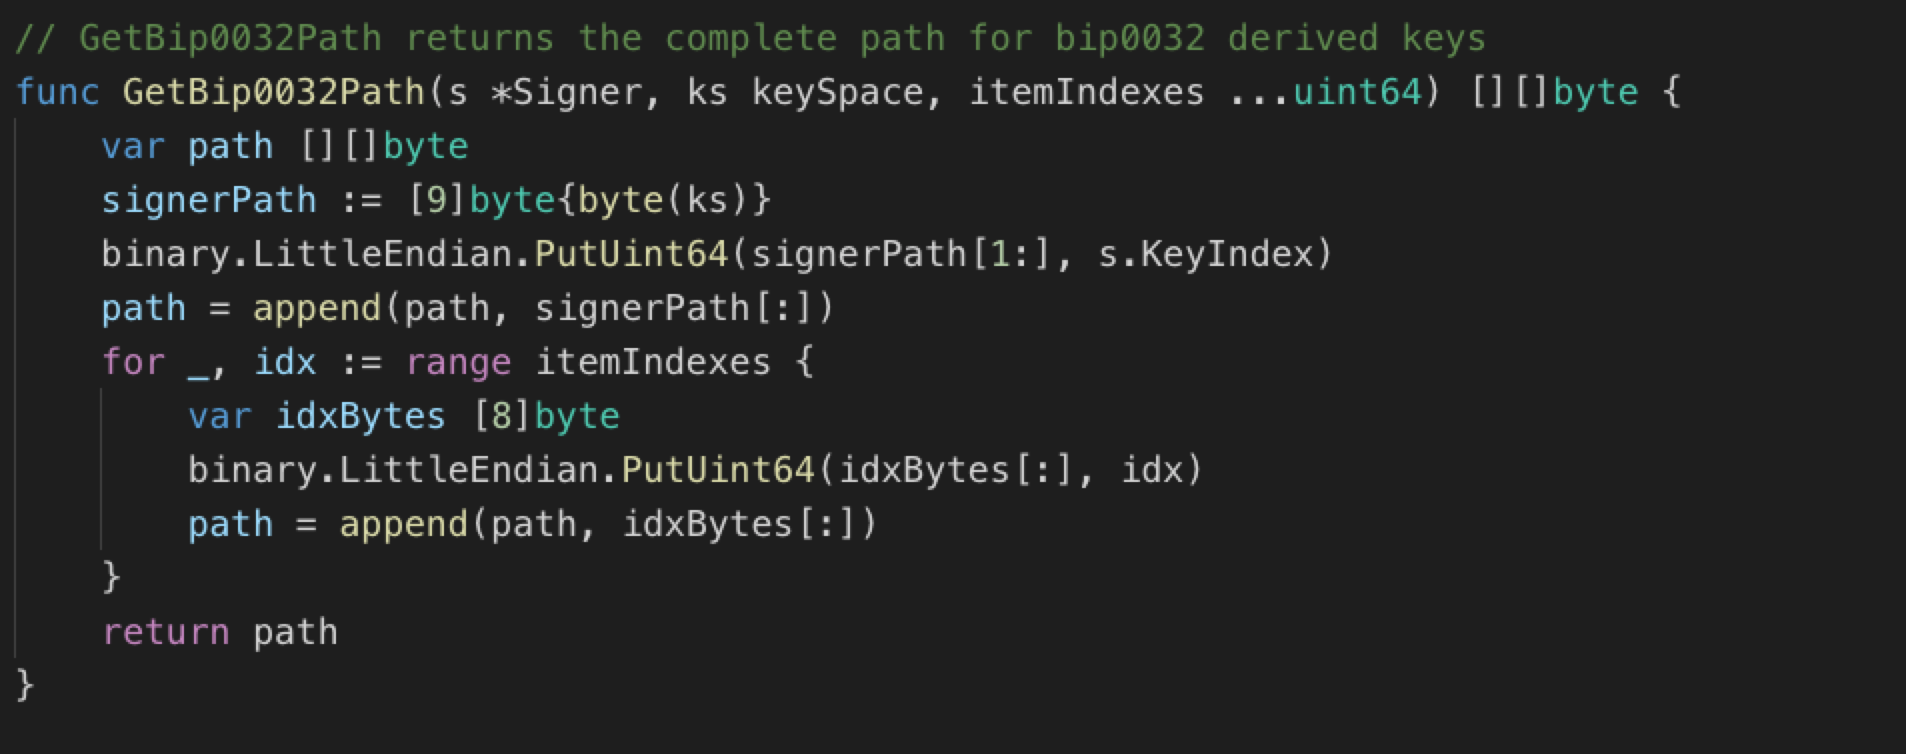 // GetBip0032Path returns the complete path for bip0032 derived keys
func GetBip0032Path(s *Signer, ks keySpace, itemIndexes ...uint64) [][]byte {
    var path [][]byte
    signerPath := [9]byte{byte(ks)}
    binary.LittleEndian.PutUint64(signerPath[1:], s.KeyIndex)
    path = append(path, signerPath[:])
    for _, idx := range itemIndexes {
        var idxBytes [8]byte
        binary.LittleEndian.PutUint64(idxBytes[:], idx)
        path = append(path, idxBytes[:])
    }
    return path
}